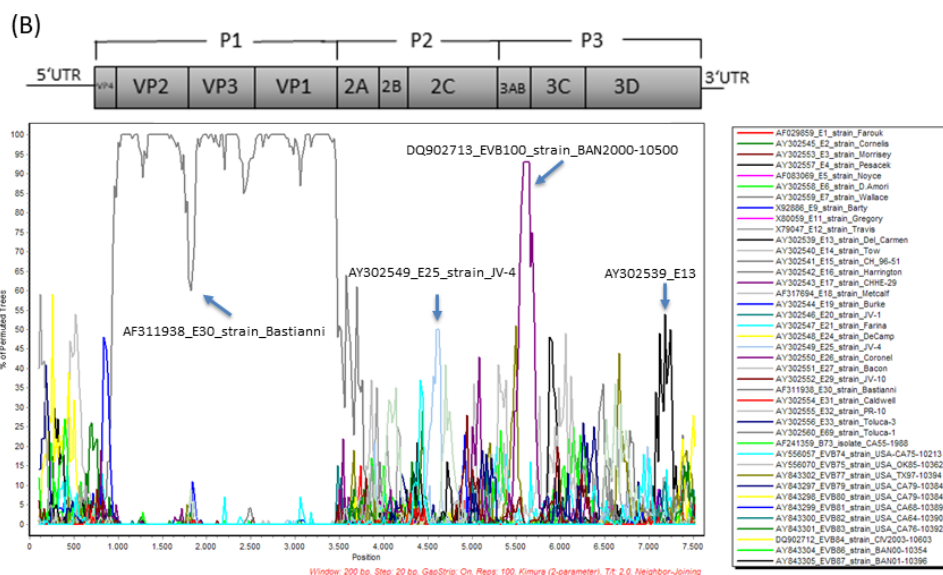 (B)
P1
P2
P3
5'UTR
VP4
VP2
VP3
VP1
2A
2B
2C
3AB
3C
3D
3'UTR
DQ902713_EVB100_strain_BAN2000-10500
AY302549_E25_strain_JV-4
AY302539_E13
AF311938_E30_strain_Bastianni
% of Permuted Trees
100
95
90
85
80
75
70
65
60
55
50
45
40
35
30
25
20
15
10
5
0
0
500
1.000
1.500
2.000
2.500
3.000
3.500
4.000
4.500
5.000
5.500
6.000
6.500
7.000
7.500
Position
Window: 200 bp, Step: 20 bp, GapStrip: On, Reps: 100, Kimura (2-parameter), T/t: 2.0, Neighbor-Joining
AF029859_E1_strain_Farouk
AY302545_E2_strain_Cornelis
AY302553_E3_strain_Morrisey
AY302557_E4_strain_Pesacek
AF083069_E5_strain_Noyce
AY302558_E6_strain_D.Amori
AY302559_E7_strain_Wallace
X92886_E9_strain_Barty
X80059_E11_strain_Gregory
X79047_E12_strain_Travis
AY302539_E13_strain_Del_Carmen
AY302540_E14_strain_Tow
AY302541_E15_strain_CH_96-51
AY302542_E16_strain_Harrington
AY302543_E17_strain_CHHE-29
AF317694_E18_strain_Metcalf
AY302544_E19_strain_Burke
AY302546_E20_strain_JV-1
AY302547_E21_strain_Farina
AY302548_E24_strain_DeCamp
AY302549_E25_strain_JV-4
AY302550_E26_strain_Coronel
AY302551_E27_strain_Bacon
AY302552_E29_strain_JV-10
AF311938_E30_strain_Bastianni
AY302554_E31_strain_Caldwell
AY302555_E32_strain_PR-10
AY302556_E33_strain_Toluca-3
AY302560_E69_strain_Toluca-1
AF241359_B73_isolate_CA55-1988
AY556057_EVB74_strain_USA_CA75-10213
AY556070_EVB75_strain_USA_OK85-10362
AY843302_EVB77_strain_USA_TX97-10394
AY843297_EVB79_strain_USA_CA79-10384
AY843298_EVB80_strain_USA_CA79-10384
AY843299_EVB81_strain_USA_CA68-10389
AY843300_EVB82_strain_USA_CA64-10390
AY843301_EVB83_strain_USA_CA76-10392
DQ902712_EVB84_strain_CIV2003-10603
AY843304_EVB86_strain_BAN00-10354
AY843305_EVB87_strain_BAN01-10396